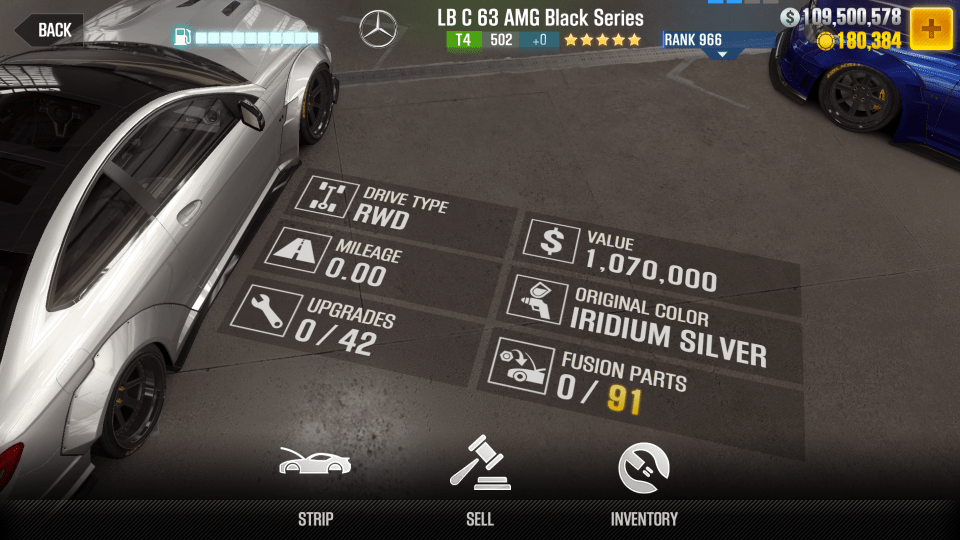 BACK
LB C 63 AMG Black Series
T4 502 +0 RANK 966
109,500,578
180,384
DRIVE TYPE
RWD
MILEAGE
0.00
UPGRADES
0 / 42
VALUE
1,070,000
ORIGINAL COLOR
IRIDIUM SILVER
FUSION PARTS
0 / 91
STRIP
SELL
INVENTORY